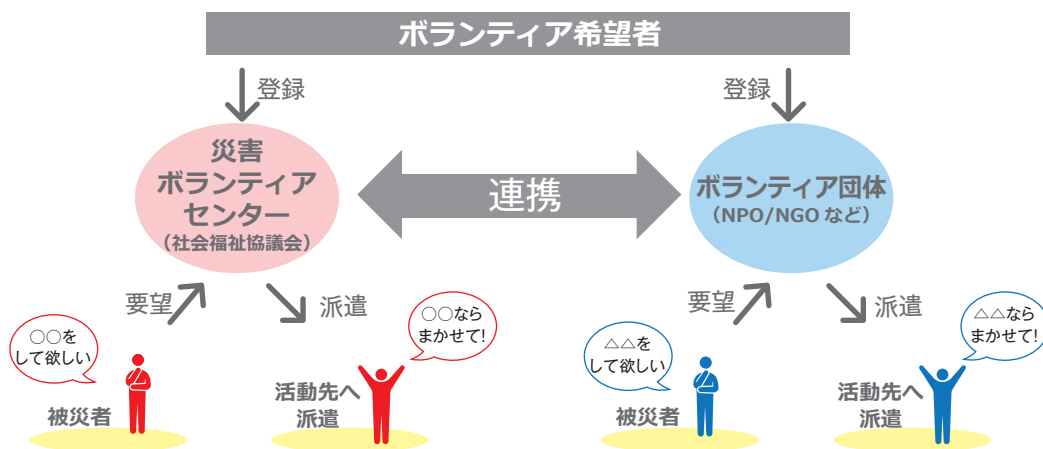 ボランティア希望者
登録
登録
災害
ボランティア
センター
（社会福祉協議会）
連携
ボランティア団体
（NPO/NGO など）
要望
派遣
要望
派遣
○○を
して欲しい
○○なら
まかせて!
△△を
して欲しい
△△なら
まかせて!
被災者
活動先へ
派遣
被災者
活動先へ
派遣